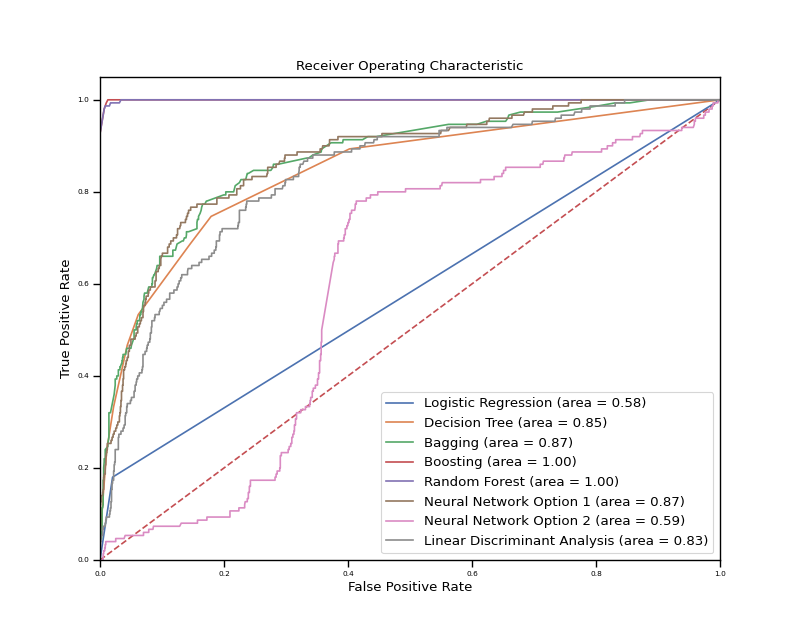 Receiver Operating Characteristic
True Positive Rate
1.0
0.8
0.6
0.4
0.2
0.0
Logistic Regression (area = 0.58)
Decision Tree (area = 0.85)
Bagging (area = 0.87)
Boosting (area = 1.00)
Random Forest (area = 1.00)
Neural Network Option 1 (area = 0.87)
Neural Network Option 2 (area = 0.59)
Linear Discriminant Analysis (area = 0.83)
0.0 0.2 0.4 0.6 0.8 1.0
False Positive Rate